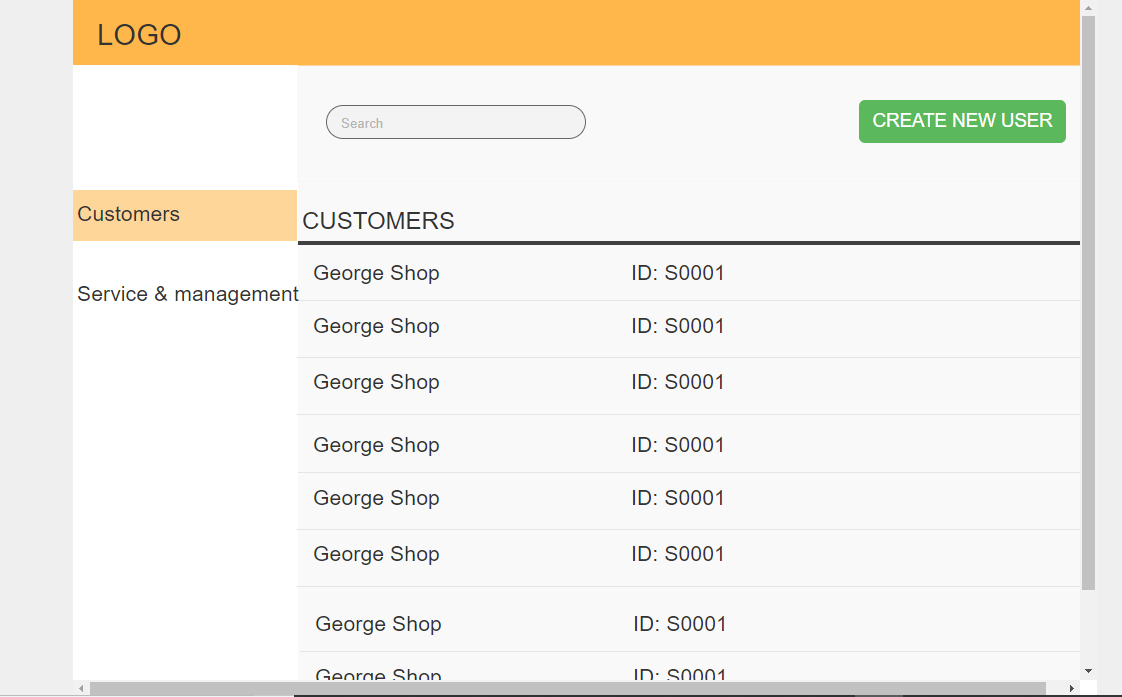 LOGO
Search
CREATE NEW USER
Customers
CUSTOMERS
George Shop ID: S0001
Service & management
George Shop ID: S0001
George Shop ID: S0001
George Shop ID: S0001
George Shop ID: S0001
George Shop ID: S0001
George Shop ID: S0001
George Shop ID: S0001